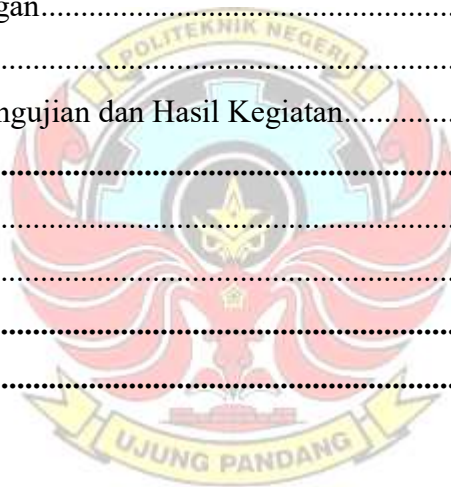 gan..........................................................
POLITEKNIK NEGERI
................................................................
ngujian dan Hasil Kegiatan................
................................................................
................................................................
................................................................
................................................................
................................................................
UJUNG PANDANG